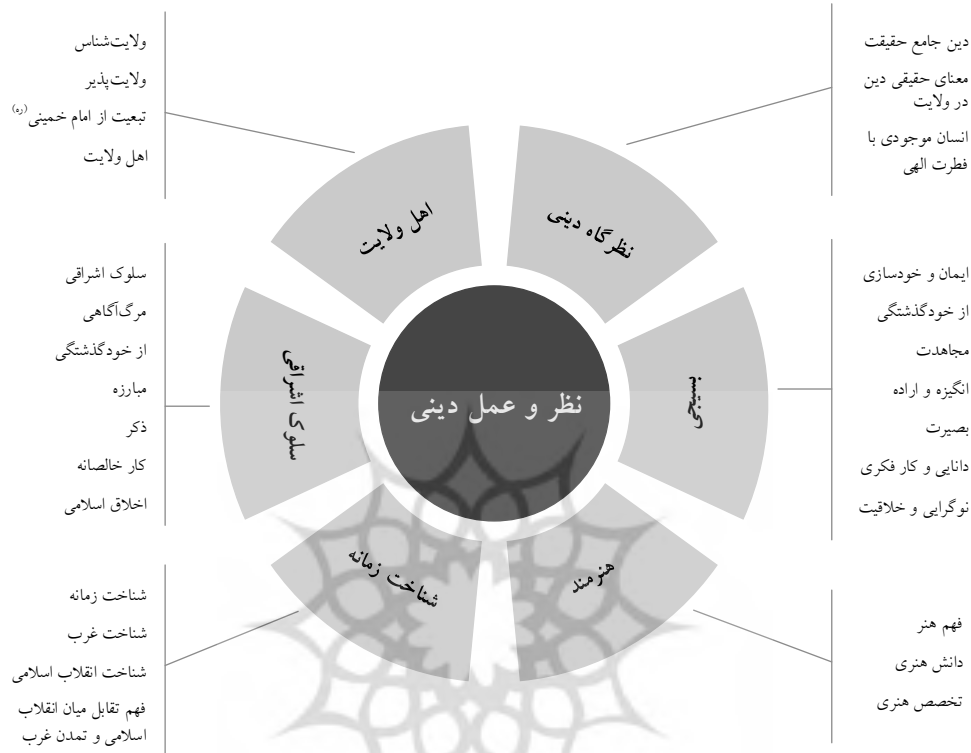 دین جامع حقیقت
معنای حقیقی دین
در ولایت
انسان موجودی با
فطرت الهی
ایمان و خودسازی
از خودگذشتگی
مجاهدت
انگیزه و اراده
بصیرت
دانایی و کار فکری
نوگرایی و خلاقیت
فهم هنر
دانش هنری
تخصص هنری
نظرگاه دینی
هنرمند
نظر و عمل دینی
اهل ولایت
سلوک اشراقی
شناخت زمانه
ولایت‌شناس
ولایت‌پذیر
تبعیت از امام خمینی(ره)
اهل ولایت
سلوک اشراقی
مرگ‌آگاهی
از خودگذشتگی
مبارزه
ذکر
کار خالصانه
اخلاق اسلامی
شناخت زمانه
شناخت غرب
شناخت انقلاب اسلامی
فهم تقابل میان انقلاب
اسلامی و تمدن غرب